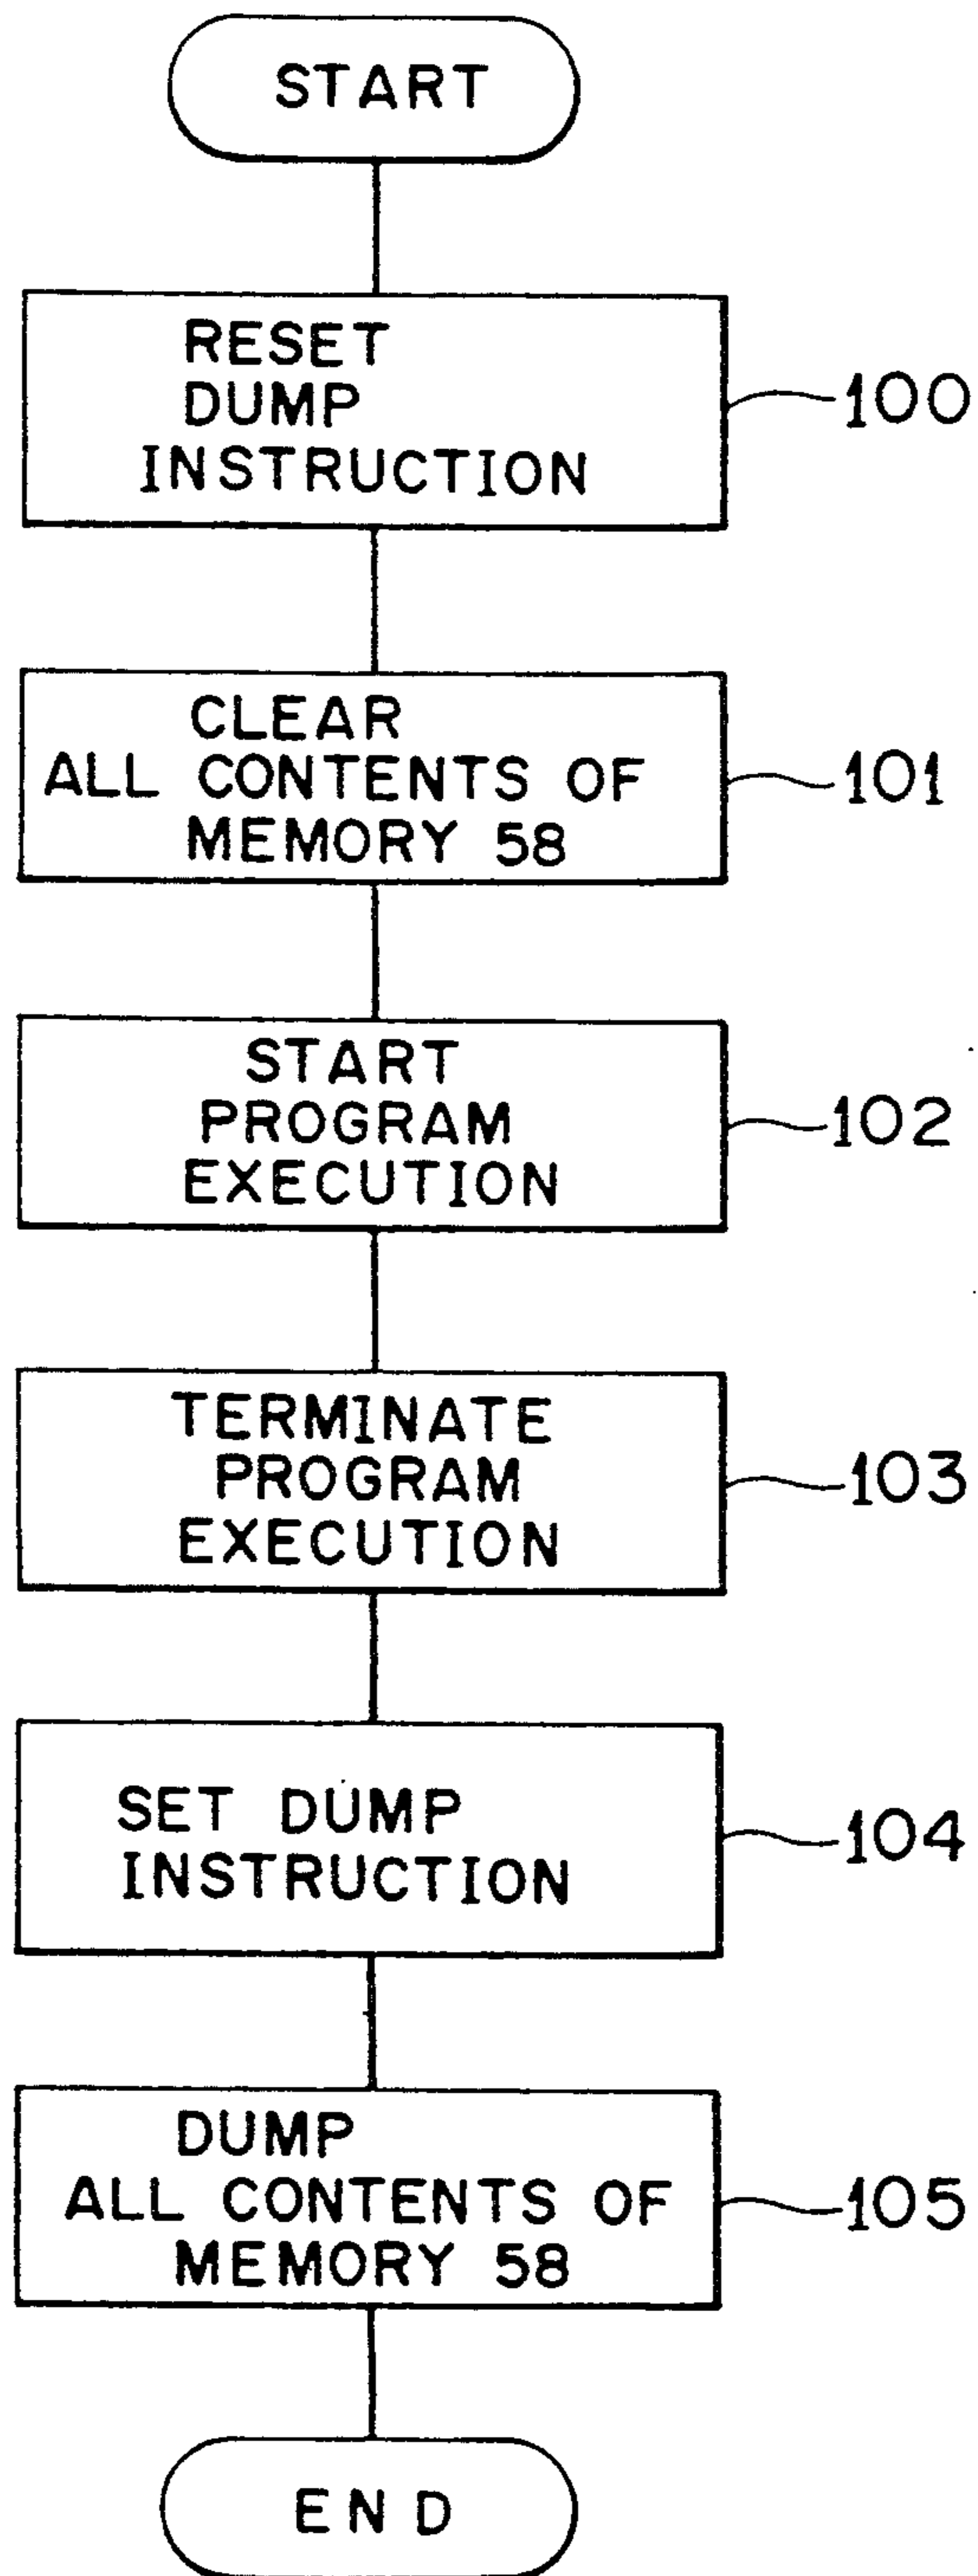 START
RESET
DUMP
INSTRUCTION
100
CLEAR
ALL CONTENTS OF
MEMORY 58
101
START
PROGRAM
EXECUTION
102
TERMINATE
PROGRAM
EXECUTION
103
SET DUMP
INSTRUCTION
104
DUMP
ALL CONTENTS OF
MEMORY 58
105
END